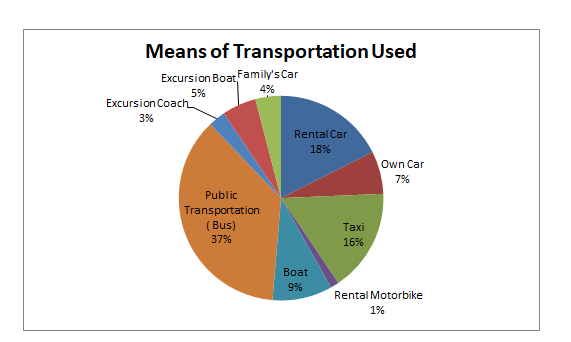 Means of Transportation Used
Rental Car
18%
Own Car
7%
Taxi
16%
Rental Motorbike
1%
Boat
9%
Public
Transportation
( Bus)
37%
Excursion Coach
3%
Excursion Boat
5%
Family's Car
4%